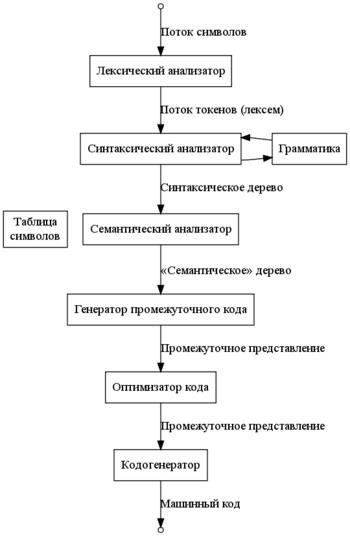 Поток символов
Лексический анализатор
Поток токенов (лексем)
Синтаксический анализатор
Грамматика
Синтаксическое дерево
Таблица
символов
Семантический анализатор
«Семантическое» дерево
Генератор промежуточного кода
Промежуточное представление
Оптимизатор кода
Промежуточное представление
Кодогенератор
Машинный код